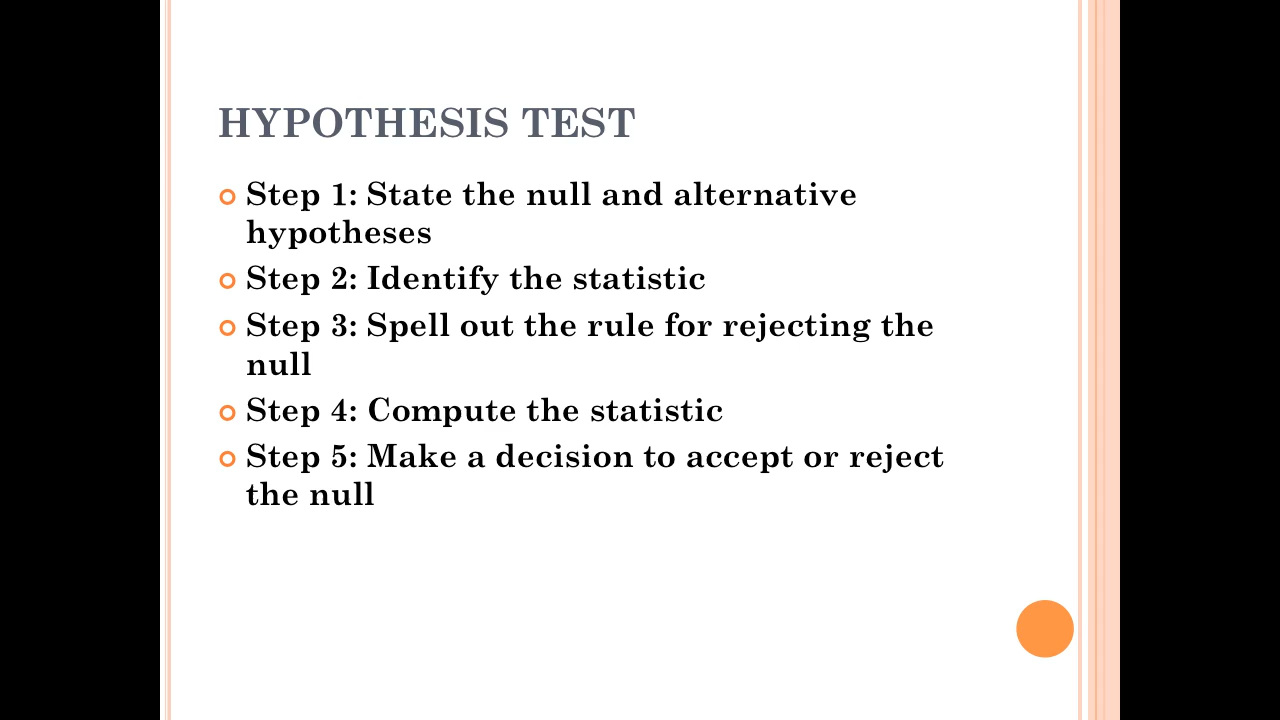 HYPOTHESIS TEST
Step 1: State the null and alternative
hypotheses
Step 2: Identify the statistic
Step 3: Spell out the rule for rejecting the
null
Step 4: Compute the statistic
Step 5: Make a decision to accept or reject
the null